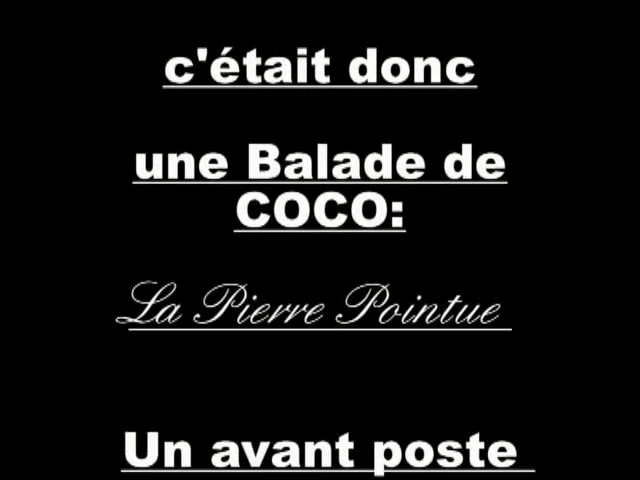 c'était donc
une Balade de
COCO:
La Pierre Pointue
Un avant poste